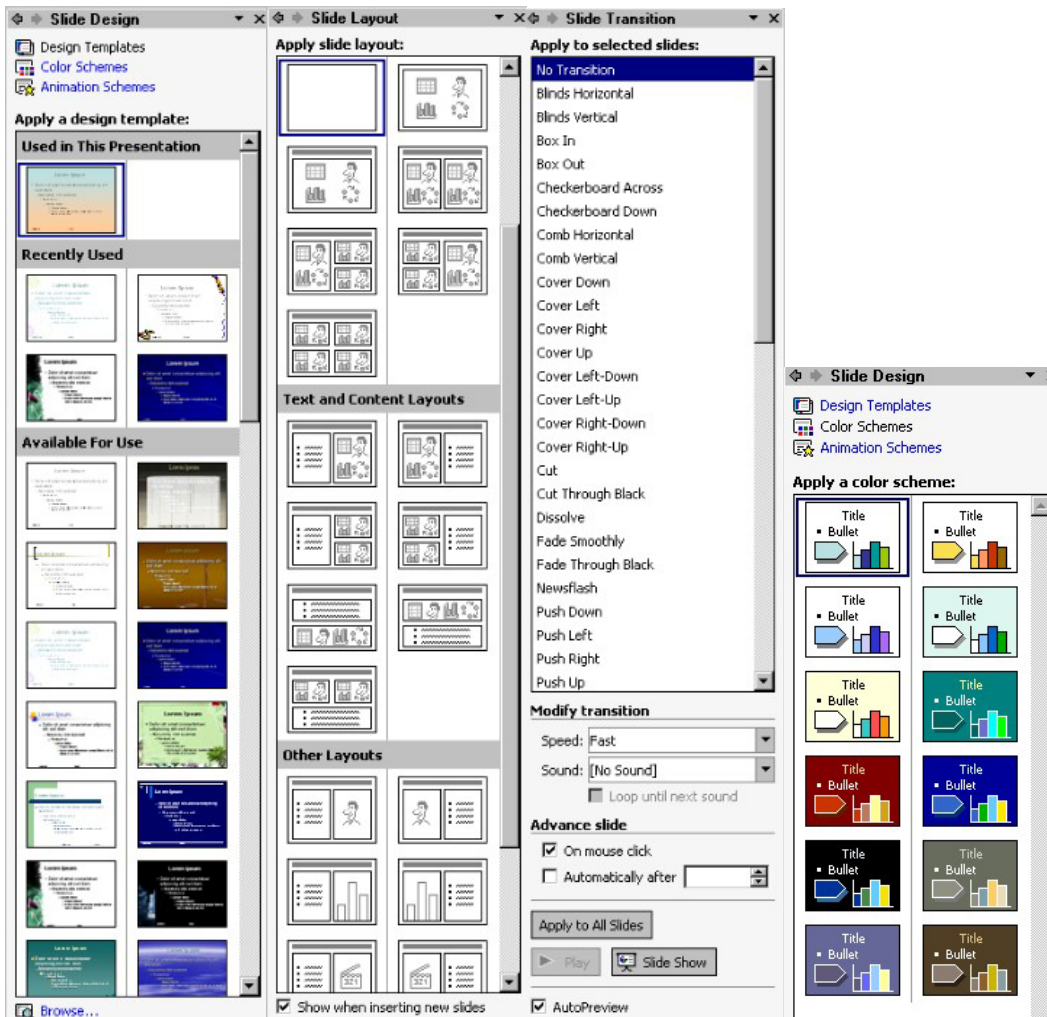 Slide Design
Design Templates
Color Schemes
Animation Schemes
Apply a design template:
Used in This Presentation
Recently Used
Available For Use
Browse...
Slide Layout
Apply slide layout:
Text and Content Layouts
Other Layouts
Show when inserting new slides
Slide Transition
Apply to selected slides:
No Transition
Blinds Horizontal
Blinds Vertical
Box In
Box Out
Checkerboard Across
Checkerboard Down
Comb Horizontal
Comb Vertical
Cover Down
Cover Left
Cover Right
Cover Up
Cover Left-Down
Cover Left-Up
Cover Right-Down
Cover Right-Up
Cut
Cut Through Black
Dissolve
Fade Smoothly
Fade Through Black
Newsflash
Push Down
Push Left
Push Right
Push Up
Modify transition
Speed: Fast
Sound: [No Sound]
Loop until next sound
Advance slide
On mouse click
Automatically after
Apply to All Slides
Play Slide Show
AutoPreview
Slide Design
Design Templates
Color Schemes
Animation Schemes
Apply a color scheme:
Title Title
Bullet Bullet
Title Title
Bullet Bullet
Title Title
Bullet Bullet
Title Title
Bullet Bullet
Title Title
Bullet Bullet
Title Title
Bullet Bullet